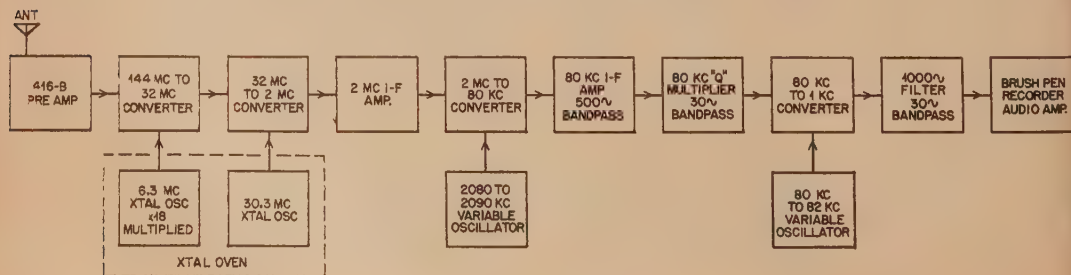 ANT
416-B
PRE AMP
144 MC TO
32 MC
CONVERTER
32 MC
TO 2 MC
CONVERTER
2 MC I-F
AMP.
2 MC TO
80 KC
CONVERTER
80 KC I-F
AMP
500~
BANDPASS
80 KC "Q"
MULTIPLIER
30~
BANDPASS
80 KC
TO 1 KC
CONVERTER
1000~
FILTER
30~
BANDPASS
BRUSH PEN
RECORDER
AUDIO AMP.
6.3 MC
XTAL OSC
x18
MULTIPLIED
30.3 MC
XTAL OSC
2080 TO
2090 KC
VARIABLE
OSCILLATOR
80 KC
TO 82 KC
VARIABLE
OSCILLATOR
XTAL OVEN